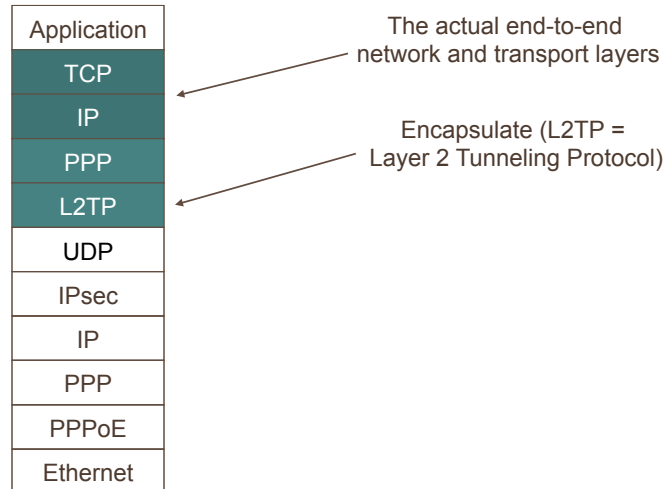 Application
TCP
IP
PPP
L2TP
UDP
IPsec
IP
PPP
PPPoE
Ethernet
The actual end-to-end
network and transport layers
Encapsulate (L2TP =
Layer 2 Tunneling Protocol)